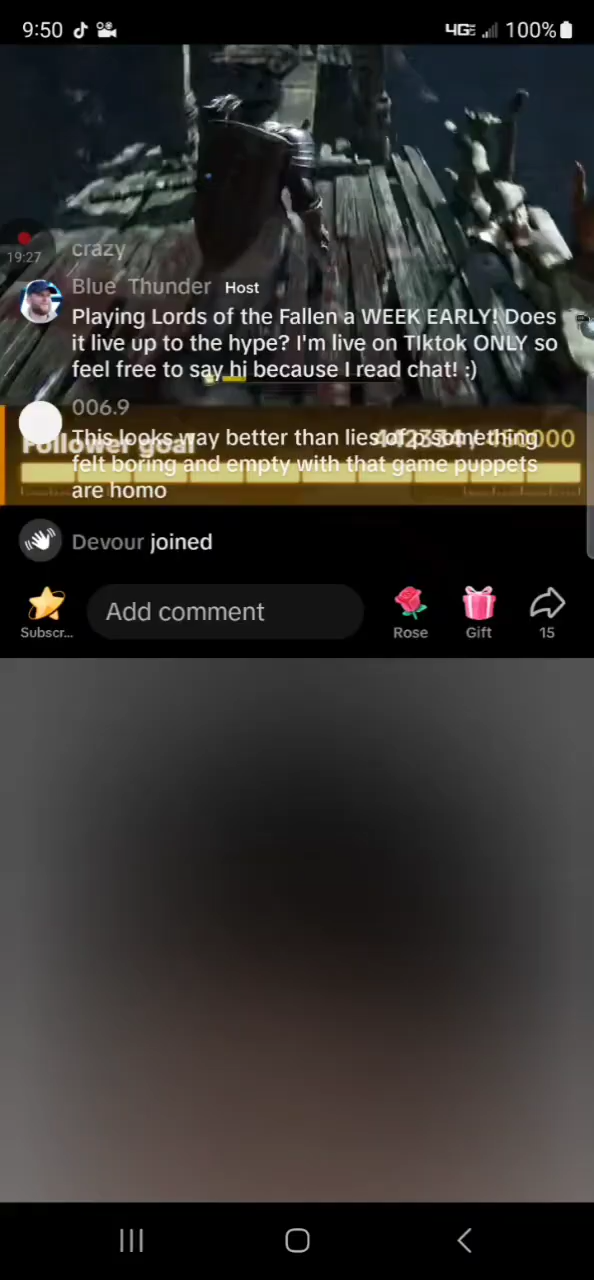 9:50
4GE 100%
19:27
crazy
Blue Thunder Host
Playing Lords of the Fallen a WEEK EARLY! Does
it live up to the hype? I'm live on TIktok ONLY so
feel free to say hi because I read chat! :)
006.9
Follower goal
This looks way better than lies of p something
felt boring and empty with that game puppets
are homo
Devour joined
Subscr...
Add comment
Rose
Gift
15